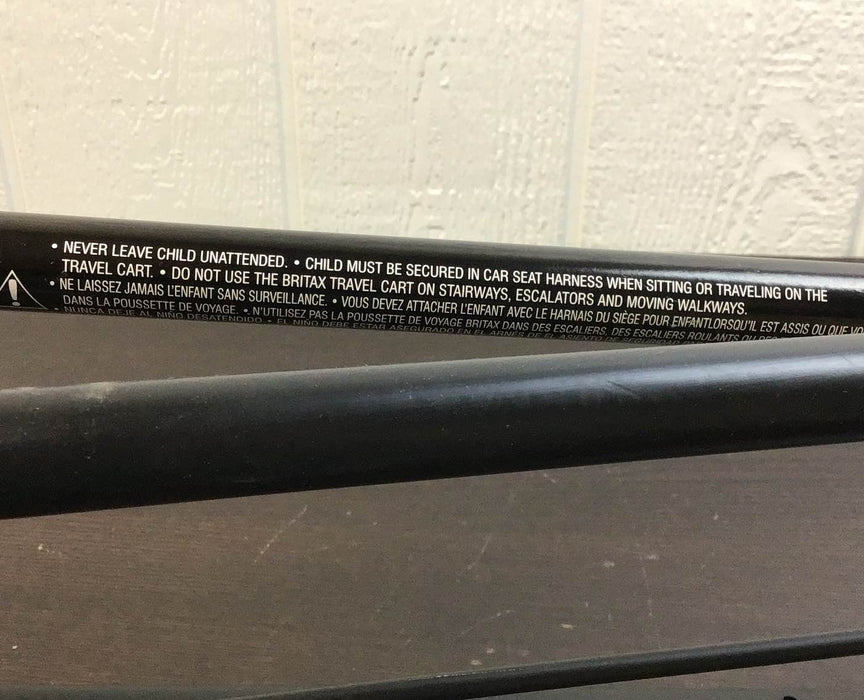 • NEVER LEAVE CHILD UNATTENDED. • CHILD MUST BE SECURED IN CAR SEAT HARNESS WHEN SITTING OR TRAVELING ON THE
TRAVEL CART. • DO NOT USE THE BRITAX TRAVEL CART ON STAIRWAYS, ESCALATORS AND MOVING WALKWAYS.
• NE LAISSEZ JAMAIS L'ENFANT SANS SURVEILLANCE. • VOUS DEVEZ ATTACHER L'ENFANT AVEC LE HARNAIS DU SIÈGE POUR ENFANTLORSQU'IL EST ASSIS OU QUE
DANS LA POUSSETTE DE VOYAGE. • N'UTILISEZ PAS LA POUSSETTE DE VOYAGE BRITAX DANS DES ESCALIERS, DES ESCALIERS ROULANTS OU
• NUNCA DEJE AL NIÑO DESATENDIDO. • EL NIÑO DEBE ESTAR ASEGURADO EN EL ARNÉS DE EL ASIENTO DE